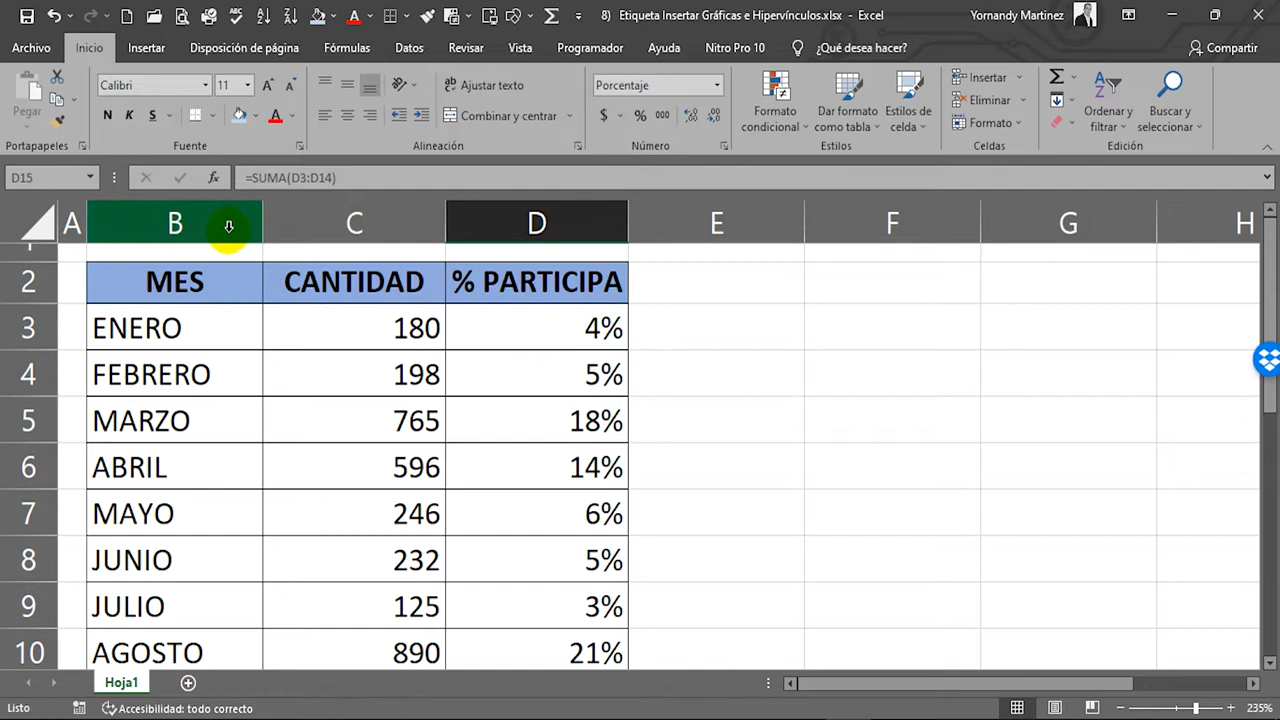 8) Etiqueta Insertar Gráficas e Hipervínculos.xlsx - Excel
Yornandy Martinez
Archivo Inicio Insertar Disposición de página Fórmulas Datos Revisar Vista Programador Ayuda Nitro Pro 10 ¿Qué desea hacer? Compartir
Pegar
Portapapeles
Calibri 11
N K S
Fuente
Ajustar texto
Combinar y centrar
Alineación
Porcentaje
$ % 000
Número
Formato condicional
Dar formato como tabla
Estilos de celda
Estilos
Insertar
Eliminar
Formato
Celdas
Ordenar y filtrar
Buscar y seleccionar
Edición
D15 fx =SUMA(D3:D14)
A B C D E F G H
1
2 MES CANTIDAD % PARTICIPA
3 ENERO 180 4%
4 FEBRERO 198 5%
5 MARZO 765 18%
6 ABRIL 596 14%
7 MAYO 246 6%
8 JUNIO 232 5%
9 JULIO 125 3%
10 AGOSTO 890 21%
Hoja1
Listo Accesibilidad: todo correcto 235%